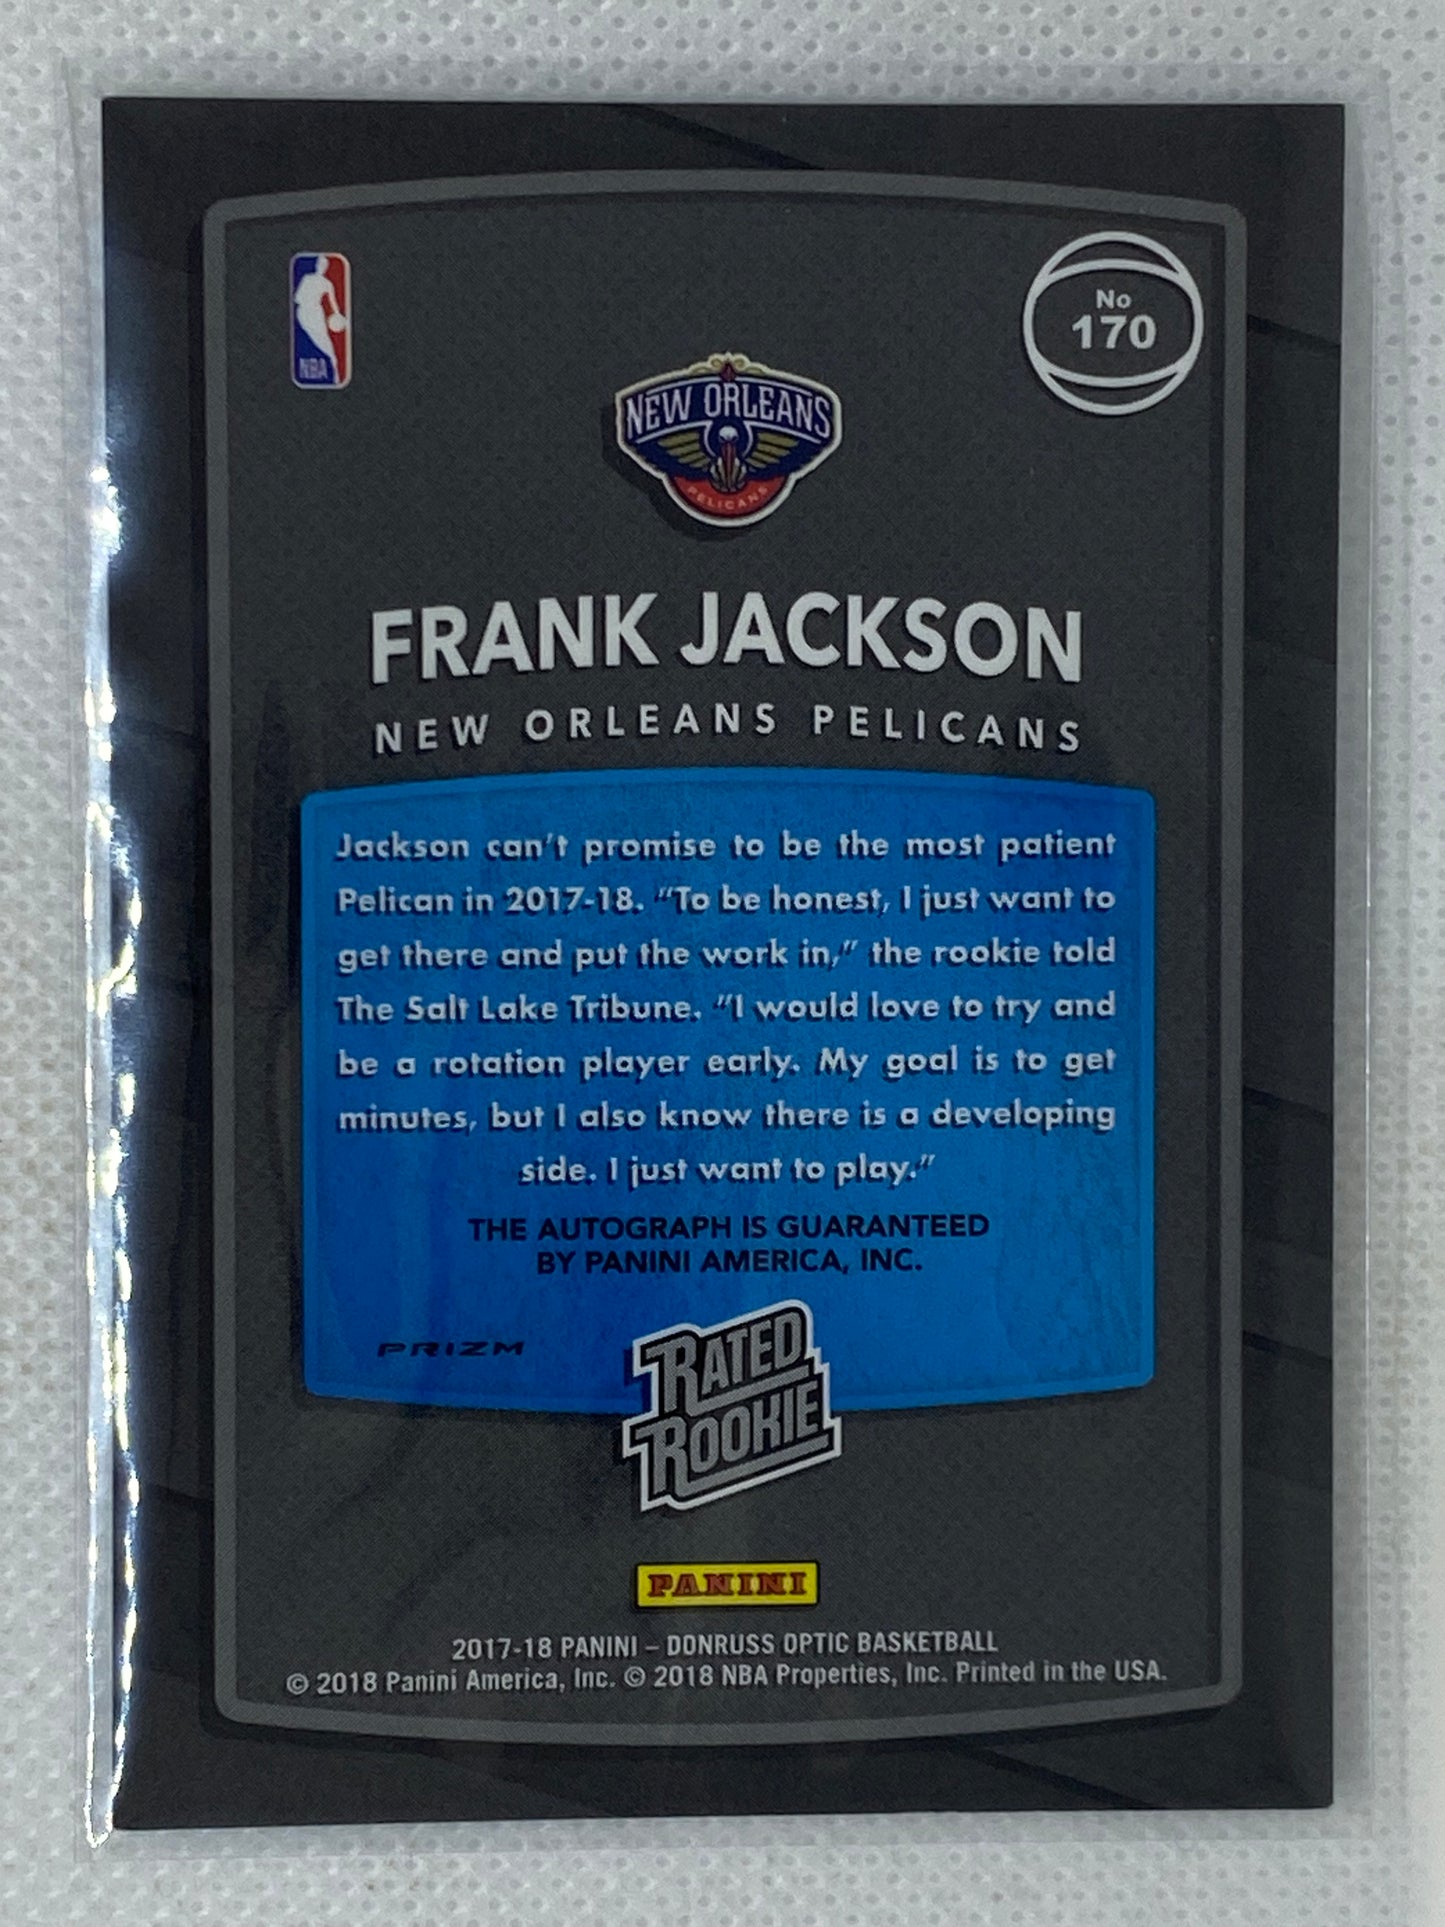 NBA
No
170
NEW ORLEANS
PELICANS
FRANK JACKSON
NEW ORLEANS PELICANS
Jackson can't promise to be the most patient
Pelican in 2017-18. "To be honest, I just want to
get there and put the work in," the rookie told
The Salt Lake Tribune. "I would love to try and
be a rotation player early. My goal is to get
minutes, but I also know there is a developing
side. I just want to play."
THE AUTOGRAPH IS GUARANTEED
BY PANINI AMERICA, INC.
PRIZM
RATED
ROOKIE
PANINI
2017-18 PANINI – DONRUSS OPTIC BASKETBALL
© 2018 Panini America, Inc. © 2018 NBA Properties, Inc. Printed in the USA.